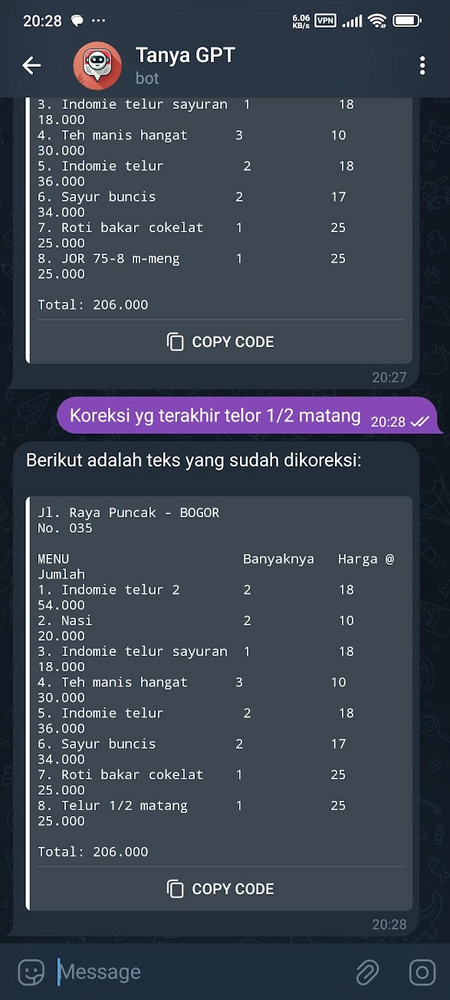 20:28
6.06 KB/s VPN
Tanya GPT
bot
3. Indomie telur sayuran 1 18
18.000
4. Teh manis hangat 3 10
30.000
5. Indomie telur 2 18
36.000
6. Sayur buncis 2 17
34.000
7. Roti bakar cokelat 1 25
25.000
8. JOR 75-8 m-meng 1 25
25.000
Total: 206.000
COPY CODE
20:27
Koreksi yg terakhir telor 1/2 matang 20:28
Berikut adalah teks yang sudah dikoreksi:
Jl. Raya Puncak - BOGOR
No. 035
MENU Banyaknya Harga @
Jumlah
1. Indomie telur 2 2 18
54.000
2. Nasi 2 10
20.000
3. Indomie telur sayuran 1 18
18.000
4. Teh manis hangat 3 10
30.000
5. Indomie telur 2 18
36.000
6. Sayur buncis 2 17
34.000
7. Roti bakar cokelat 1 25
25.000
8. Telur 1/2 matang 1 25
25.000
Total: 206.000
COPY CODE
20:28
Message